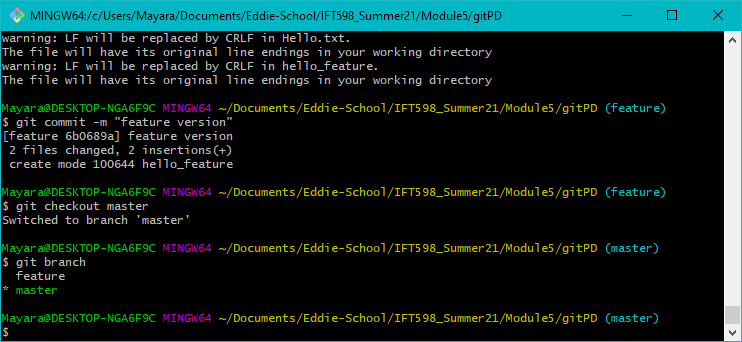 MINGW64:/c/Users/Mayara/Documents/Eddie-School/IFT598_Summer21/Module5/gitPD
warning: LF will be replaced by CRLF in Hello.txt.
The file will have its original line endings in your working directory
warning: LF will be replaced by CRLF in hello_feature.
The file will have its original line endings in your working directory
Mayara@DESKTOP-NGA6F9C MINGW64 ~/Documents/Eddie-School/IFT598_Summer21/Module5/gitPD (feature)
$ git commit -m "feature version"
[feature 6b0689a] feature version
 2 files changed, 2 insertions(+)
 create mode 100644 hello_feature
Mayara@DESKTOP-NGA6F9C MINGW64 ~/Documents/Eddie-School/IFT598_Summer21/Module5/gitPD (feature)
$ git checkout master
Switched to branch 'master'
Mayara@DESKTOP-NGA6F9C MINGW64 ~/Documents/Eddie-School/IFT598_Summer21/Module5/gitPD (master)
$ git branch
  feature
* master
Mayara@DESKTOP-NGA6F9C MINGW64 ~/Documents/Eddie-School/IFT598_Summer21/Module5/gitPD (master)
$